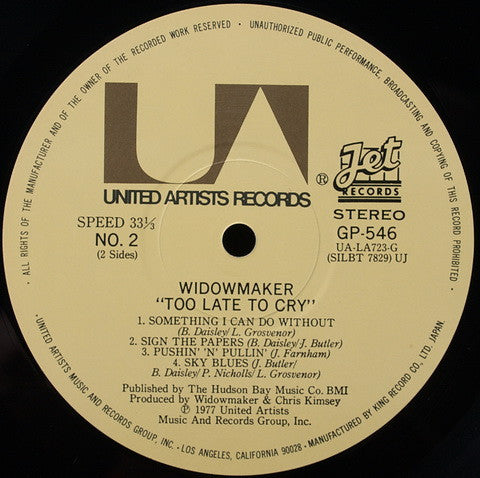 · ALL RIGHTS OF THE MANUFACTURER AND OF THE OWNER OF THE RECORDED WORK RESERVED · UNAUTHORIZED PUBLIC PERFORMANCE, BROADCASTING AND COPYING OF THIS RECORD PROHIBITED ·
UA
UNITED ARTISTS RECORDS ®
Jet
RECORDS
STEREO
SPEED 33⅓
NO. 2
(2 Sides)
GP-546
UA-LA723-G
(SILBT 7829) UJ
WIDOWMAKER
"TOO LATE TO CRY"
1. SOMETHING I CAN DO WITHOUT
(B. Daisley/L. Grosvenor)
2. SIGN THE PAPERS (B. Daisley/J. Butler)
3. PUSHIN' 'N' PULLIN' (J. Farnham)
4. SKY BLUES (J. Butler/
B. Daisley/P. Nicholls/L. Grosvenor)
Published by The Hudson Bay Music Co. BMI
Produced by Widowmaker & Chris Kimsey
℗ 1977 United Artists
Music And Records Group, Inc.
· UNITED ARTISTS MUSIC AND RECORDS GROUP, INC. · LOS ANGELES, CALIFORNIA 90028 · MANUFACTURED BY KING RECORD CO., LTD. JAPAN.